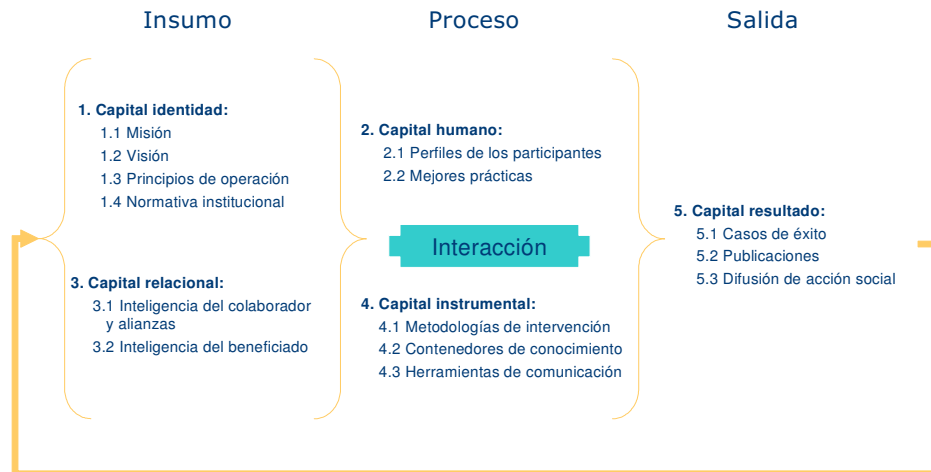 Insumo
Proceso
Salida
1. Capital identidad:
1.1 Misión
1.2 Visión
1.3 Principios de operación
1.4 Normativa institucional
3. Capital relacional:
3.1 Inteligencia del colaborador
y alianzas
3.2 Inteligencia del beneficiado
2. Capital humano:
2.1 Perfiles de los participantes
2.2 Mejores prácticas
Interacción
4. Capital instrumental:
4.1 Metodologías de intervención
4.2 Contenedores de conocimiento
4.3 Herramientas de comunicación
5. Capital resultado:
5.1 Casos de éxito
5.2 Publicaciones
5.3 Difusión de acción social